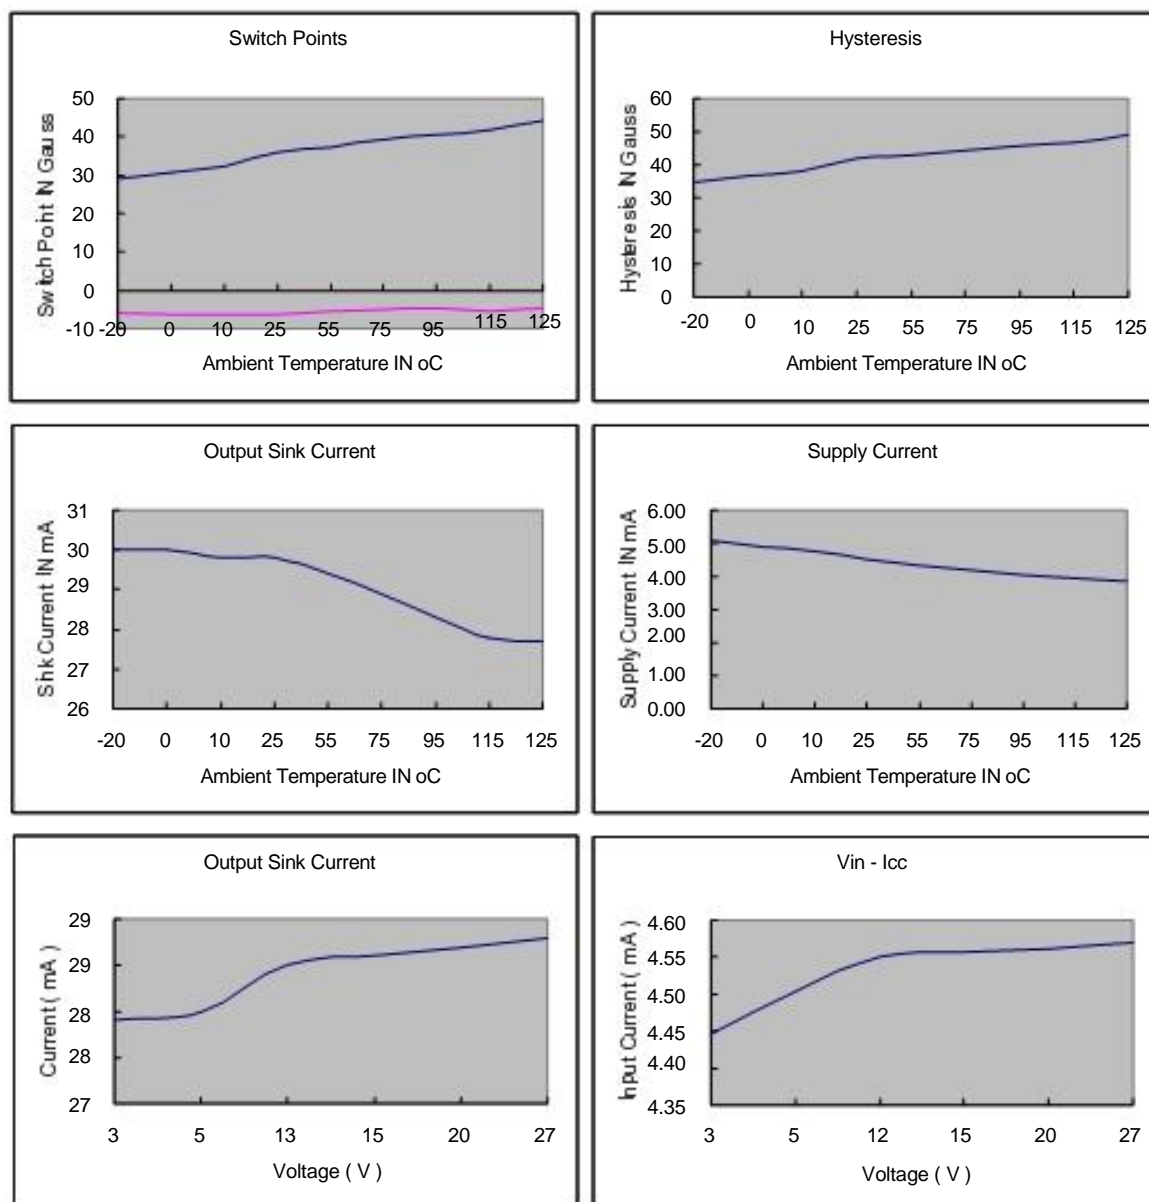 Switch Points
50
40
30
20
10
0
-10
Switch Point IN Gauss
-20 0 10 25 55 75 95 115 125
Ambient Temperature IN oC
Hysteresis
60
50
40
30
20
10
0
Hysteresis IN Gauss
-20 0 10 25 55 75 95 115 125
Ambient Temperature IN oC
Output Sink Current
31
30
29
28
27
26
Sink Current IN mA
-20 0 10 25 55 75 95 115 125
Ambient Temperature IN oC
Supply Current
6.00
5.00
4.00
3.00
2.00
1.00
0.00
Supply Current IN mA
-20 0 10 25 55 75 95 115 125
Ambient Temperature IN oC
Output Sink Current
29
29
28
28
27
Current ( mA )
3 5 13 15 20 27
Voltage ( V )
Vin - Icc
4.60
4.55
4.50
4.45
4.40
4.35
Input Current ( mA )
3 5 12 15 20 27
Voltage ( V )